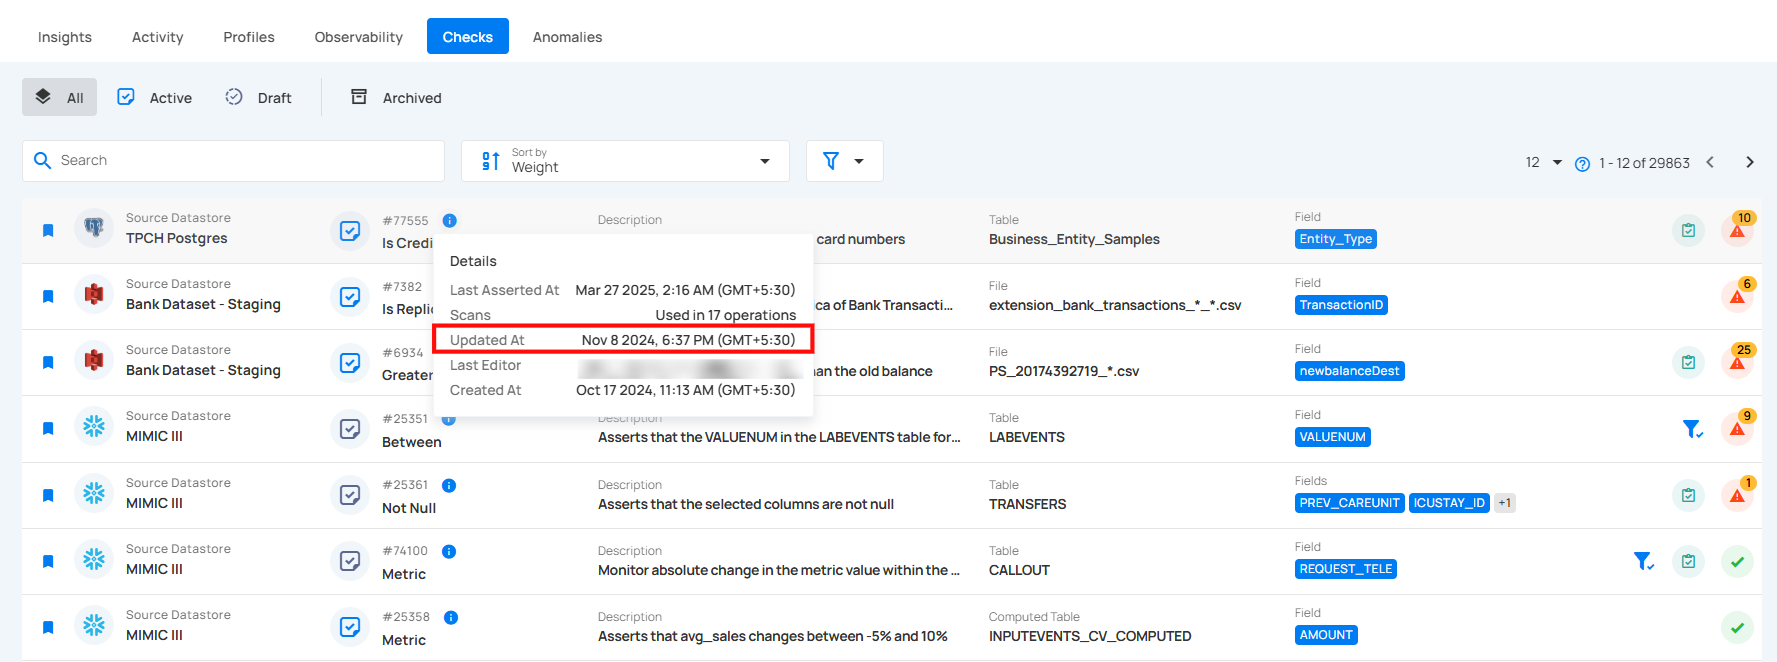 Insights Activity Profiles Observability Checks Anomalies
All Active Draft Archived
Search
Sort by
Weight
12 1 - 12 of 29863
Source Datastore
TPCH Postgres
#77555
Is Credi
Description
card numbers
Table
Business_Entity_Samples
Field
Entity_Type
10
Details
Last Asserted At Mar 27 2025, 2:16 AM (GMT+5:30)
Scans Used in 17 operations
Updated At Nov 8 2024, 6:37 PM (GMT+5:30)
Last Editor
Created At Oct 17 2024, 11:13 AM (GMT+5:30)
Source Datastore
Bank Dataset - Staging
#7382
Is Replic
ica of Bank Transacti...
File
extension_bank_transactions_*_*.csv
Field
TransactionID
6
Source Datastore
Bank Dataset - Staging
#6934
Greater
an the old balance
File
PS_20174392719_*.csv
Field
newbalanceDest
25
Source Datastore
MIMIC III
#25351
Between
Description
Asserts that the VALUENUM in the LABEVENTS table for...
Table
LABEVENTS
Field
VALUENUM
9
Source Datastore
MIMIC III
#25361
Not Null
Description
Asserts that the selected columns are not null
Table
TRANSFERS
Fields
PREV_CAREUNIT ICUSTAY_ID +1
1
Source Datastore
MIMIC III
#74100
Metric
Description
Monitor absolute change in the metric value within the ...
Table
CALLOUT
Field
REQUEST_TELE
Source Datastore
MIMIC III
#25358
Metric
Description
Asserts that avg_sales changes between -5% and 10%
Computed Table
INPUTEVENTS_CV_COMPUTED
Field
AMOUNT